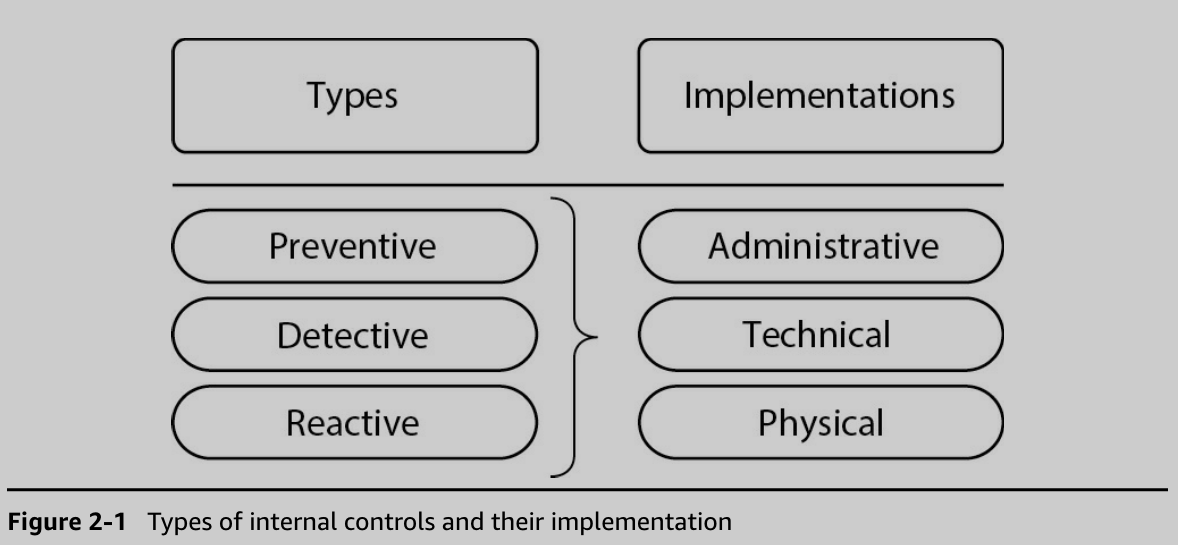 Types
Implementations
Preventive
Administrative
Detective
Technical
Reactive
Physical
Figure 2-1 Types of internal controls and their implementation